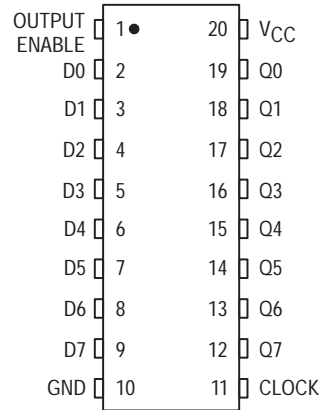 OUTPUT ENABLE 1 20 VCC
D0 2 19 Q0
D1 3 18 Q1
D2 4 17 Q2
D3 5 16 Q3
D4 6 15 Q4
D5 7 14 Q5
D6 8 13 Q6
D7 9 12 Q7
GND 10 11 CLOCK